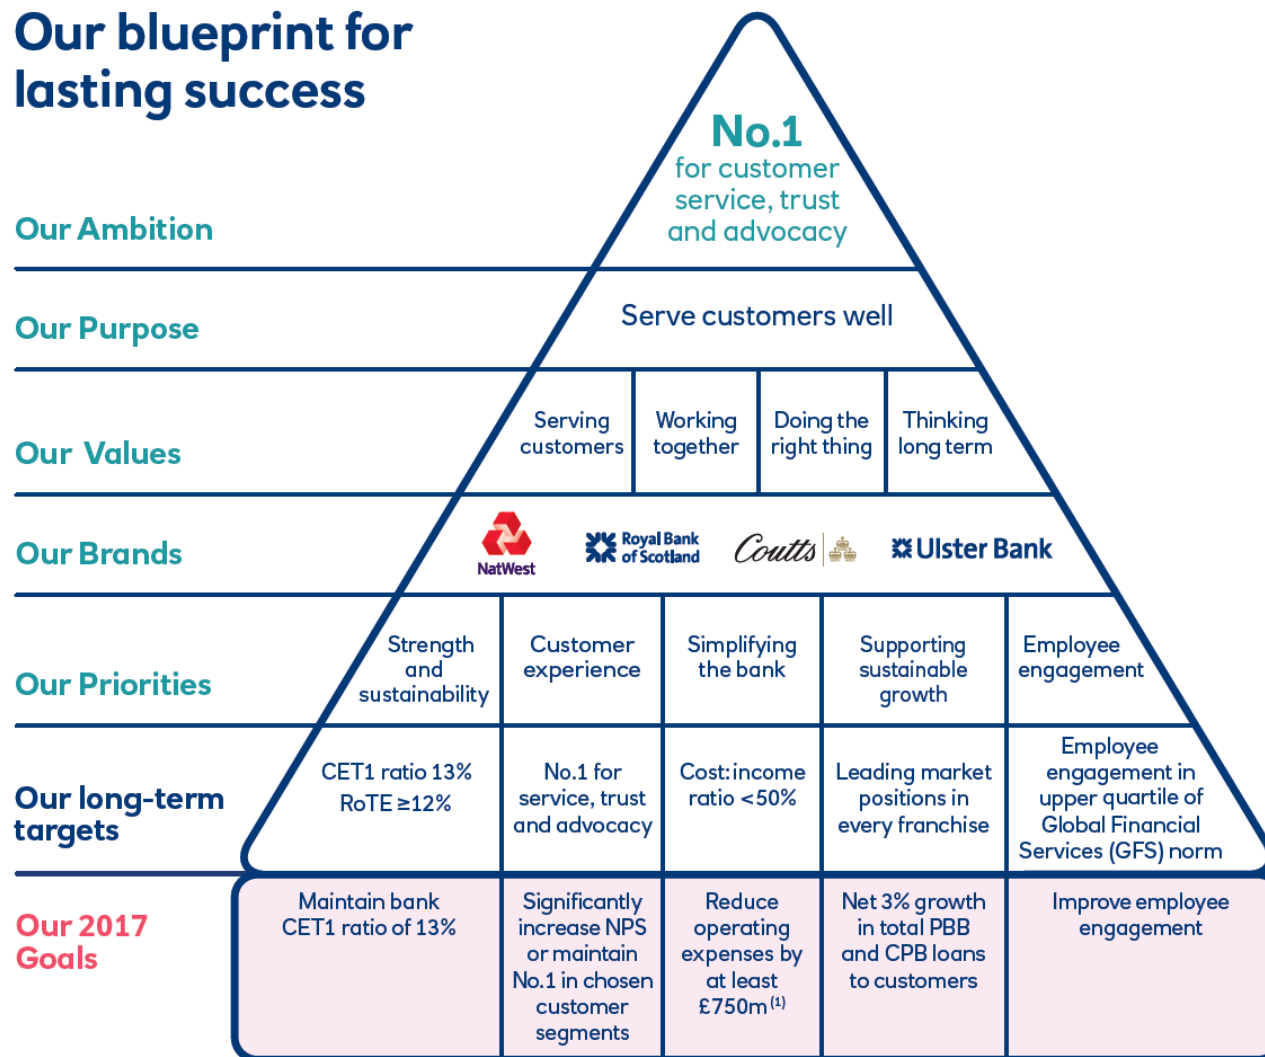 Our blueprint for
lasting success
No.1
for customer
service, trust
and advocacy
Our Ambition
Our Purpose
Serve customers well
Our Values
Serving
customers
Working
together
Doing the
right thing
Thinking
long term
Our Brands
NatWest
Royal Bank
of Scotland
Coutts
Ulster Bank
Our Priorities
Strength
and
sustainability
Customer
experience
Simplifying
the bank
Supporting
sustainable
growth
Employee
engagement
Our long-term
targets
CET1 ratio 13%
RoTE ≥12%
No.1 for
service, trust
and advocacy
Cost:income
ratio <50%
Leading market
positions in
every franchise
Employee
engagement in
upper quartile of
Global Financial
Services (GFS) norm
Our 2017
Goals
Maintain bank
CET1 ratio of 13%
Significantly
increase NPS
or maintain
No.1 in chosen
customer
segments
Reduce
operating
expenses by
at least
£750m(1)
Net 3% growth
in total PBB
and CPB loans
to customers
Improve employee
engagement